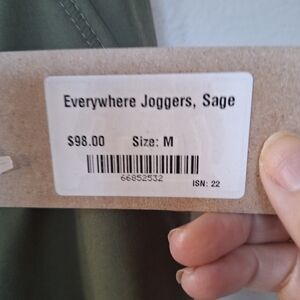 Everywhere Joggers, Sage
$98.00 Size: M
66852532
ISN: 22